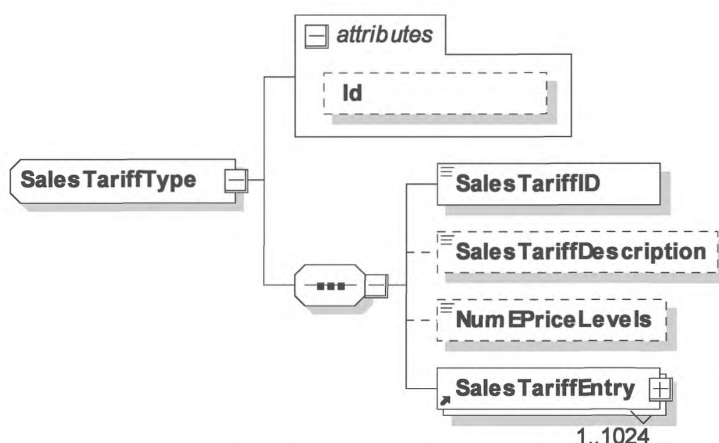 attributes
Id
SalesTariffType
SalesTariffID
SalesTariffDescription
NumEPriceLevels
SalesTariffEntry
1..1024